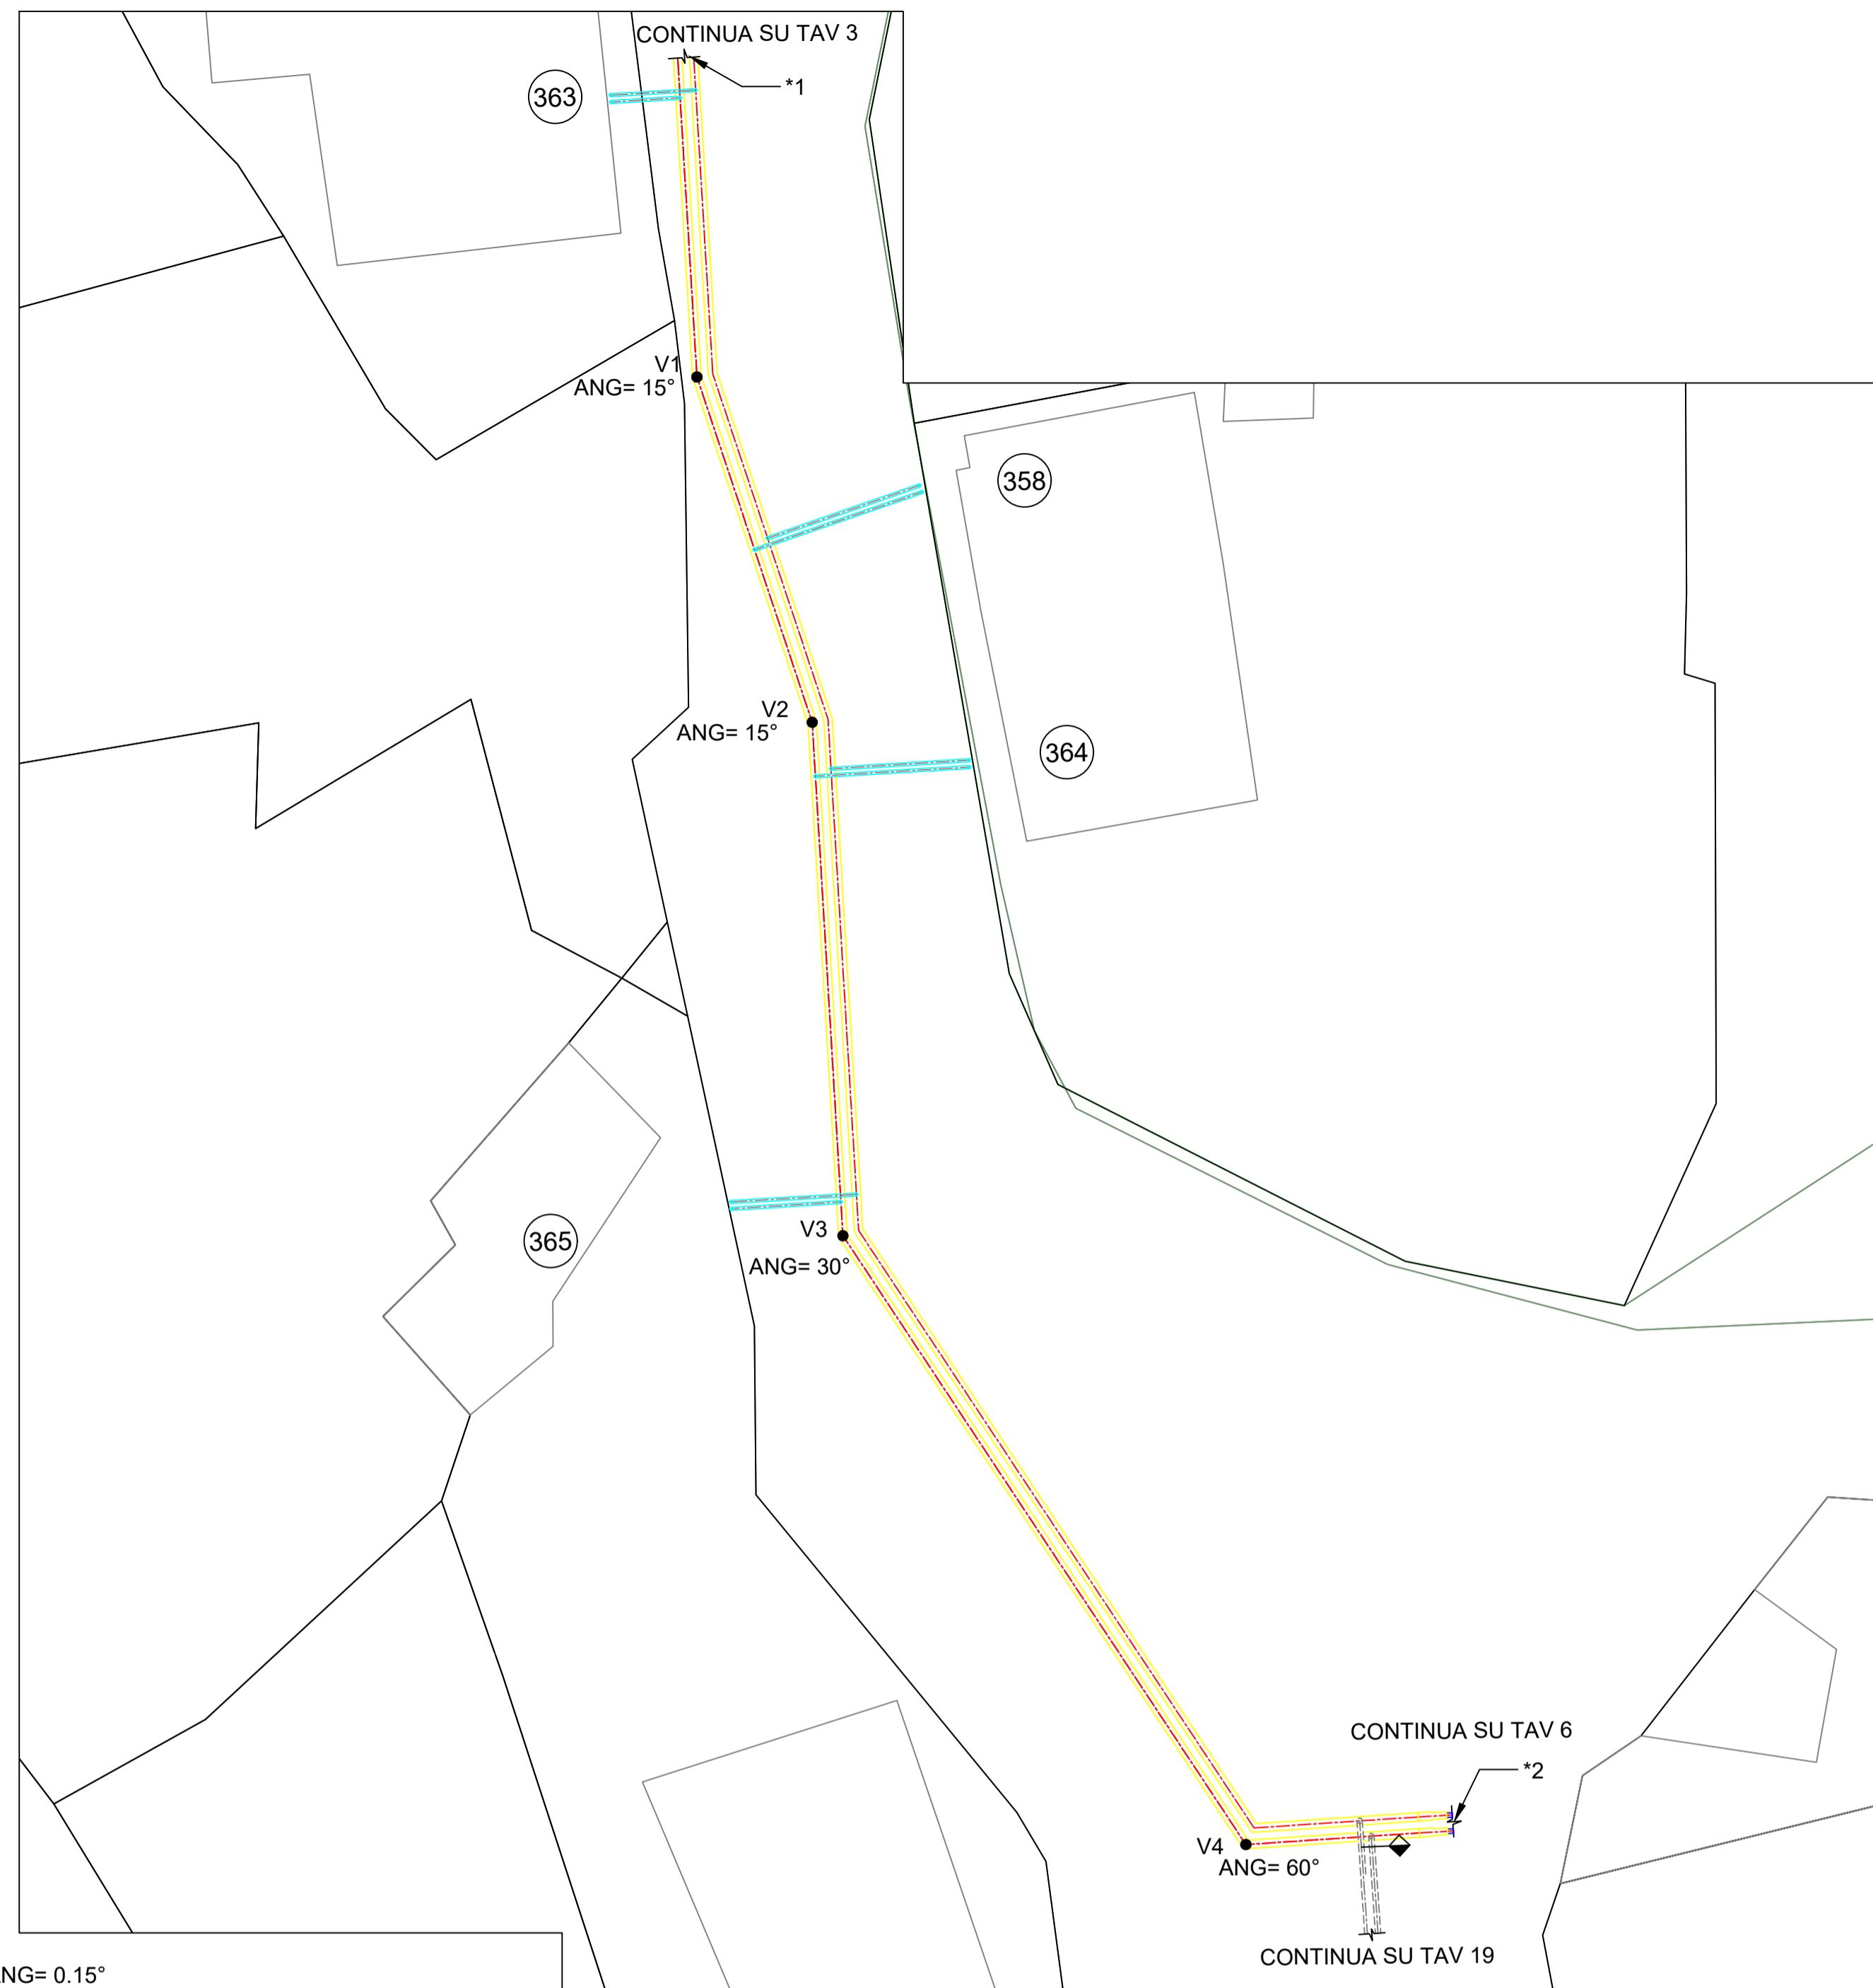 CONTINUA SU TAV 3
*1
363
V1
ANG= 15°
358
V2
ANG= 15°
364
V3
ANG= 30°
365
CONTINUA SU TAV 6
*2
V4
ANG= 60°
CONTINUA SU TAV 19
NG= 0.15°